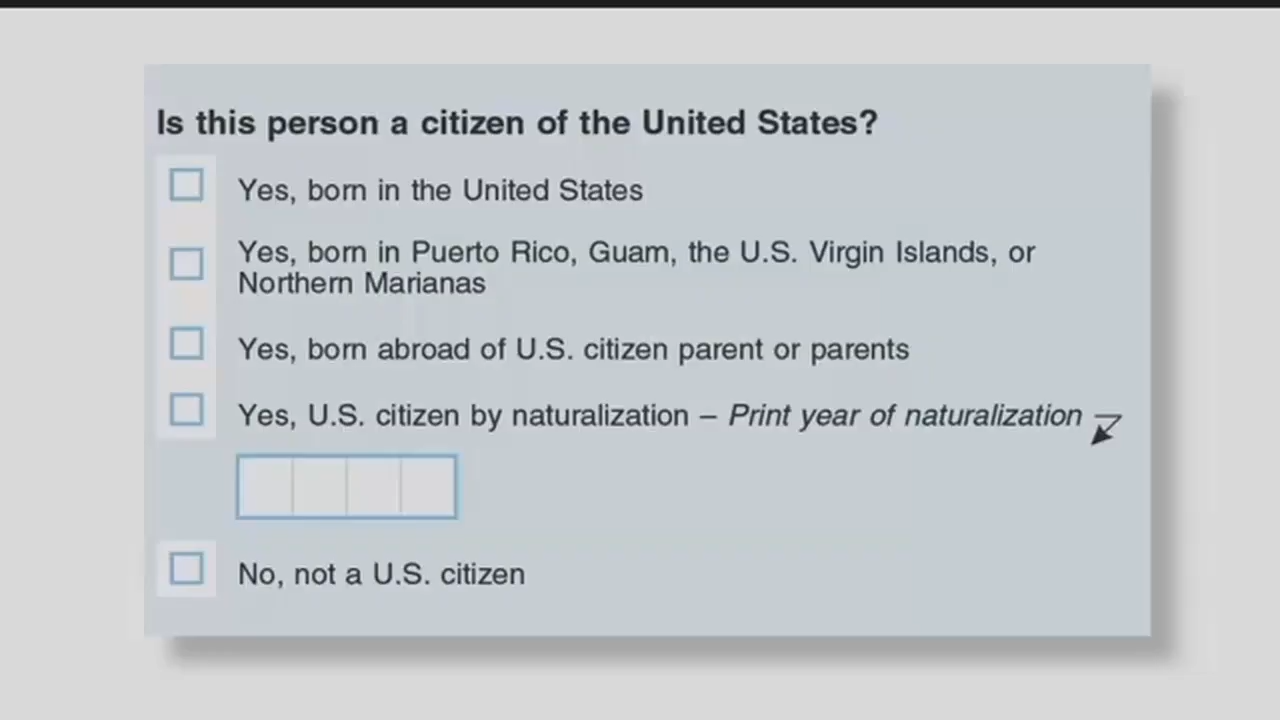 Is this person a citizen of the United States?
Yes, born in the United States
Yes, born in Puerto Rico, Guam, the U.S. Virgin Islands, or
Northern Marianas
Yes, born abroad of U.S. citizen parent or parents
Yes, U.S. citizen by naturalization – Print year of naturalization
No, not a U.S. citizen